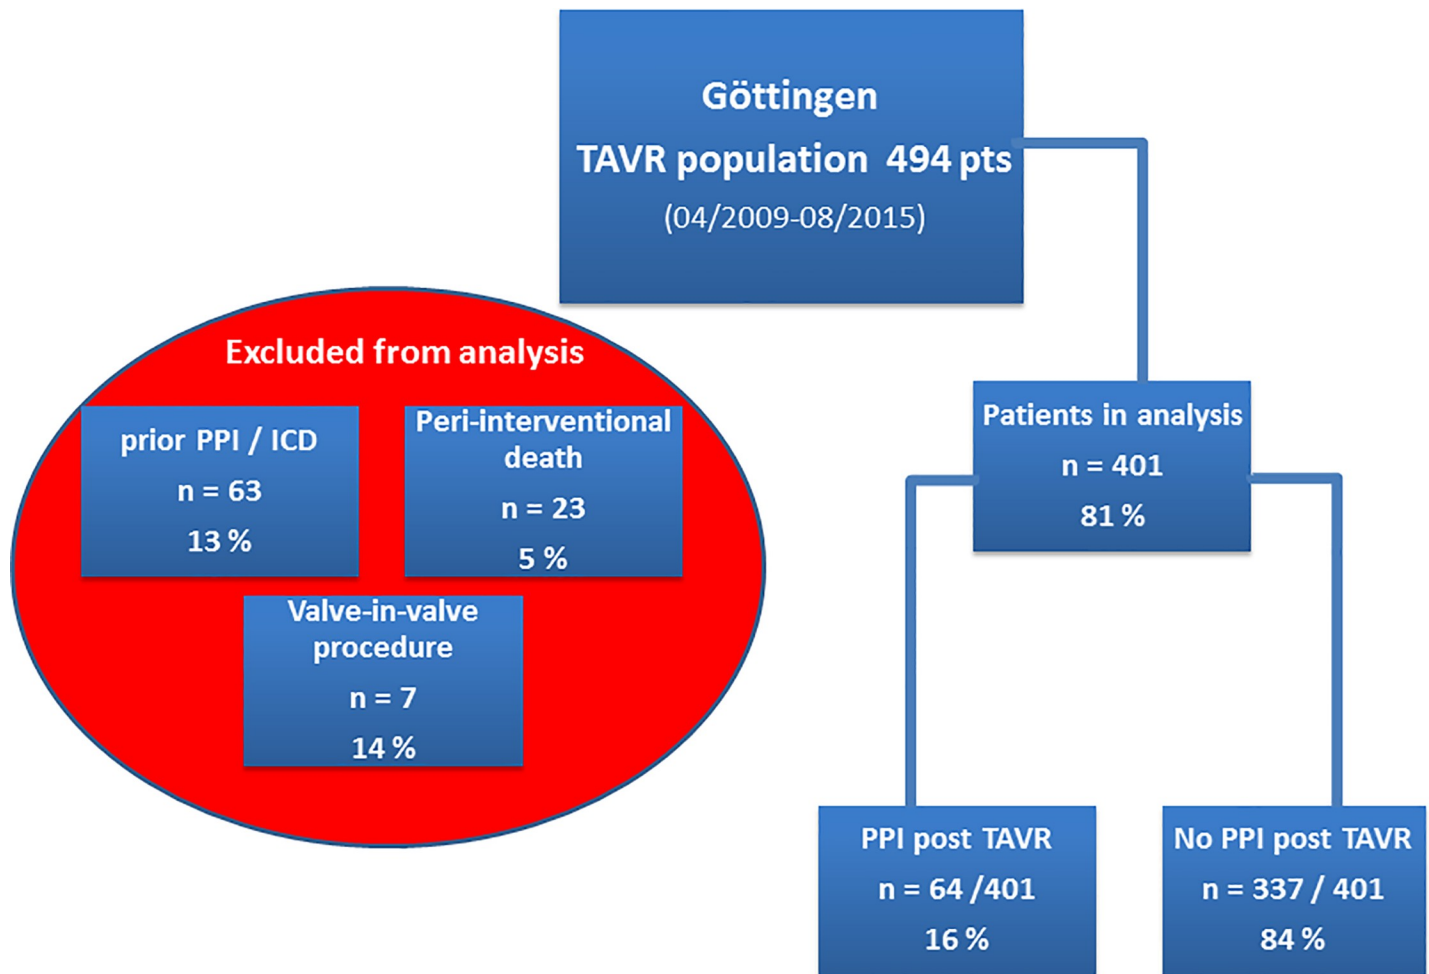 Göttingen
TAVR population 494 pts
(04/2009-08/2015)
Excluded from analysis
prior PPI / ICD
n = 63
13 %
Peri-interventional
death
n = 23
5 %
Valve-in-valve
procedure
n = 7
14 %
Patients in analysis
n = 401
81 %
PPI post TAVR
n = 64 /401
16 %
No PPI post TAVR
n = 337 / 401
84 %